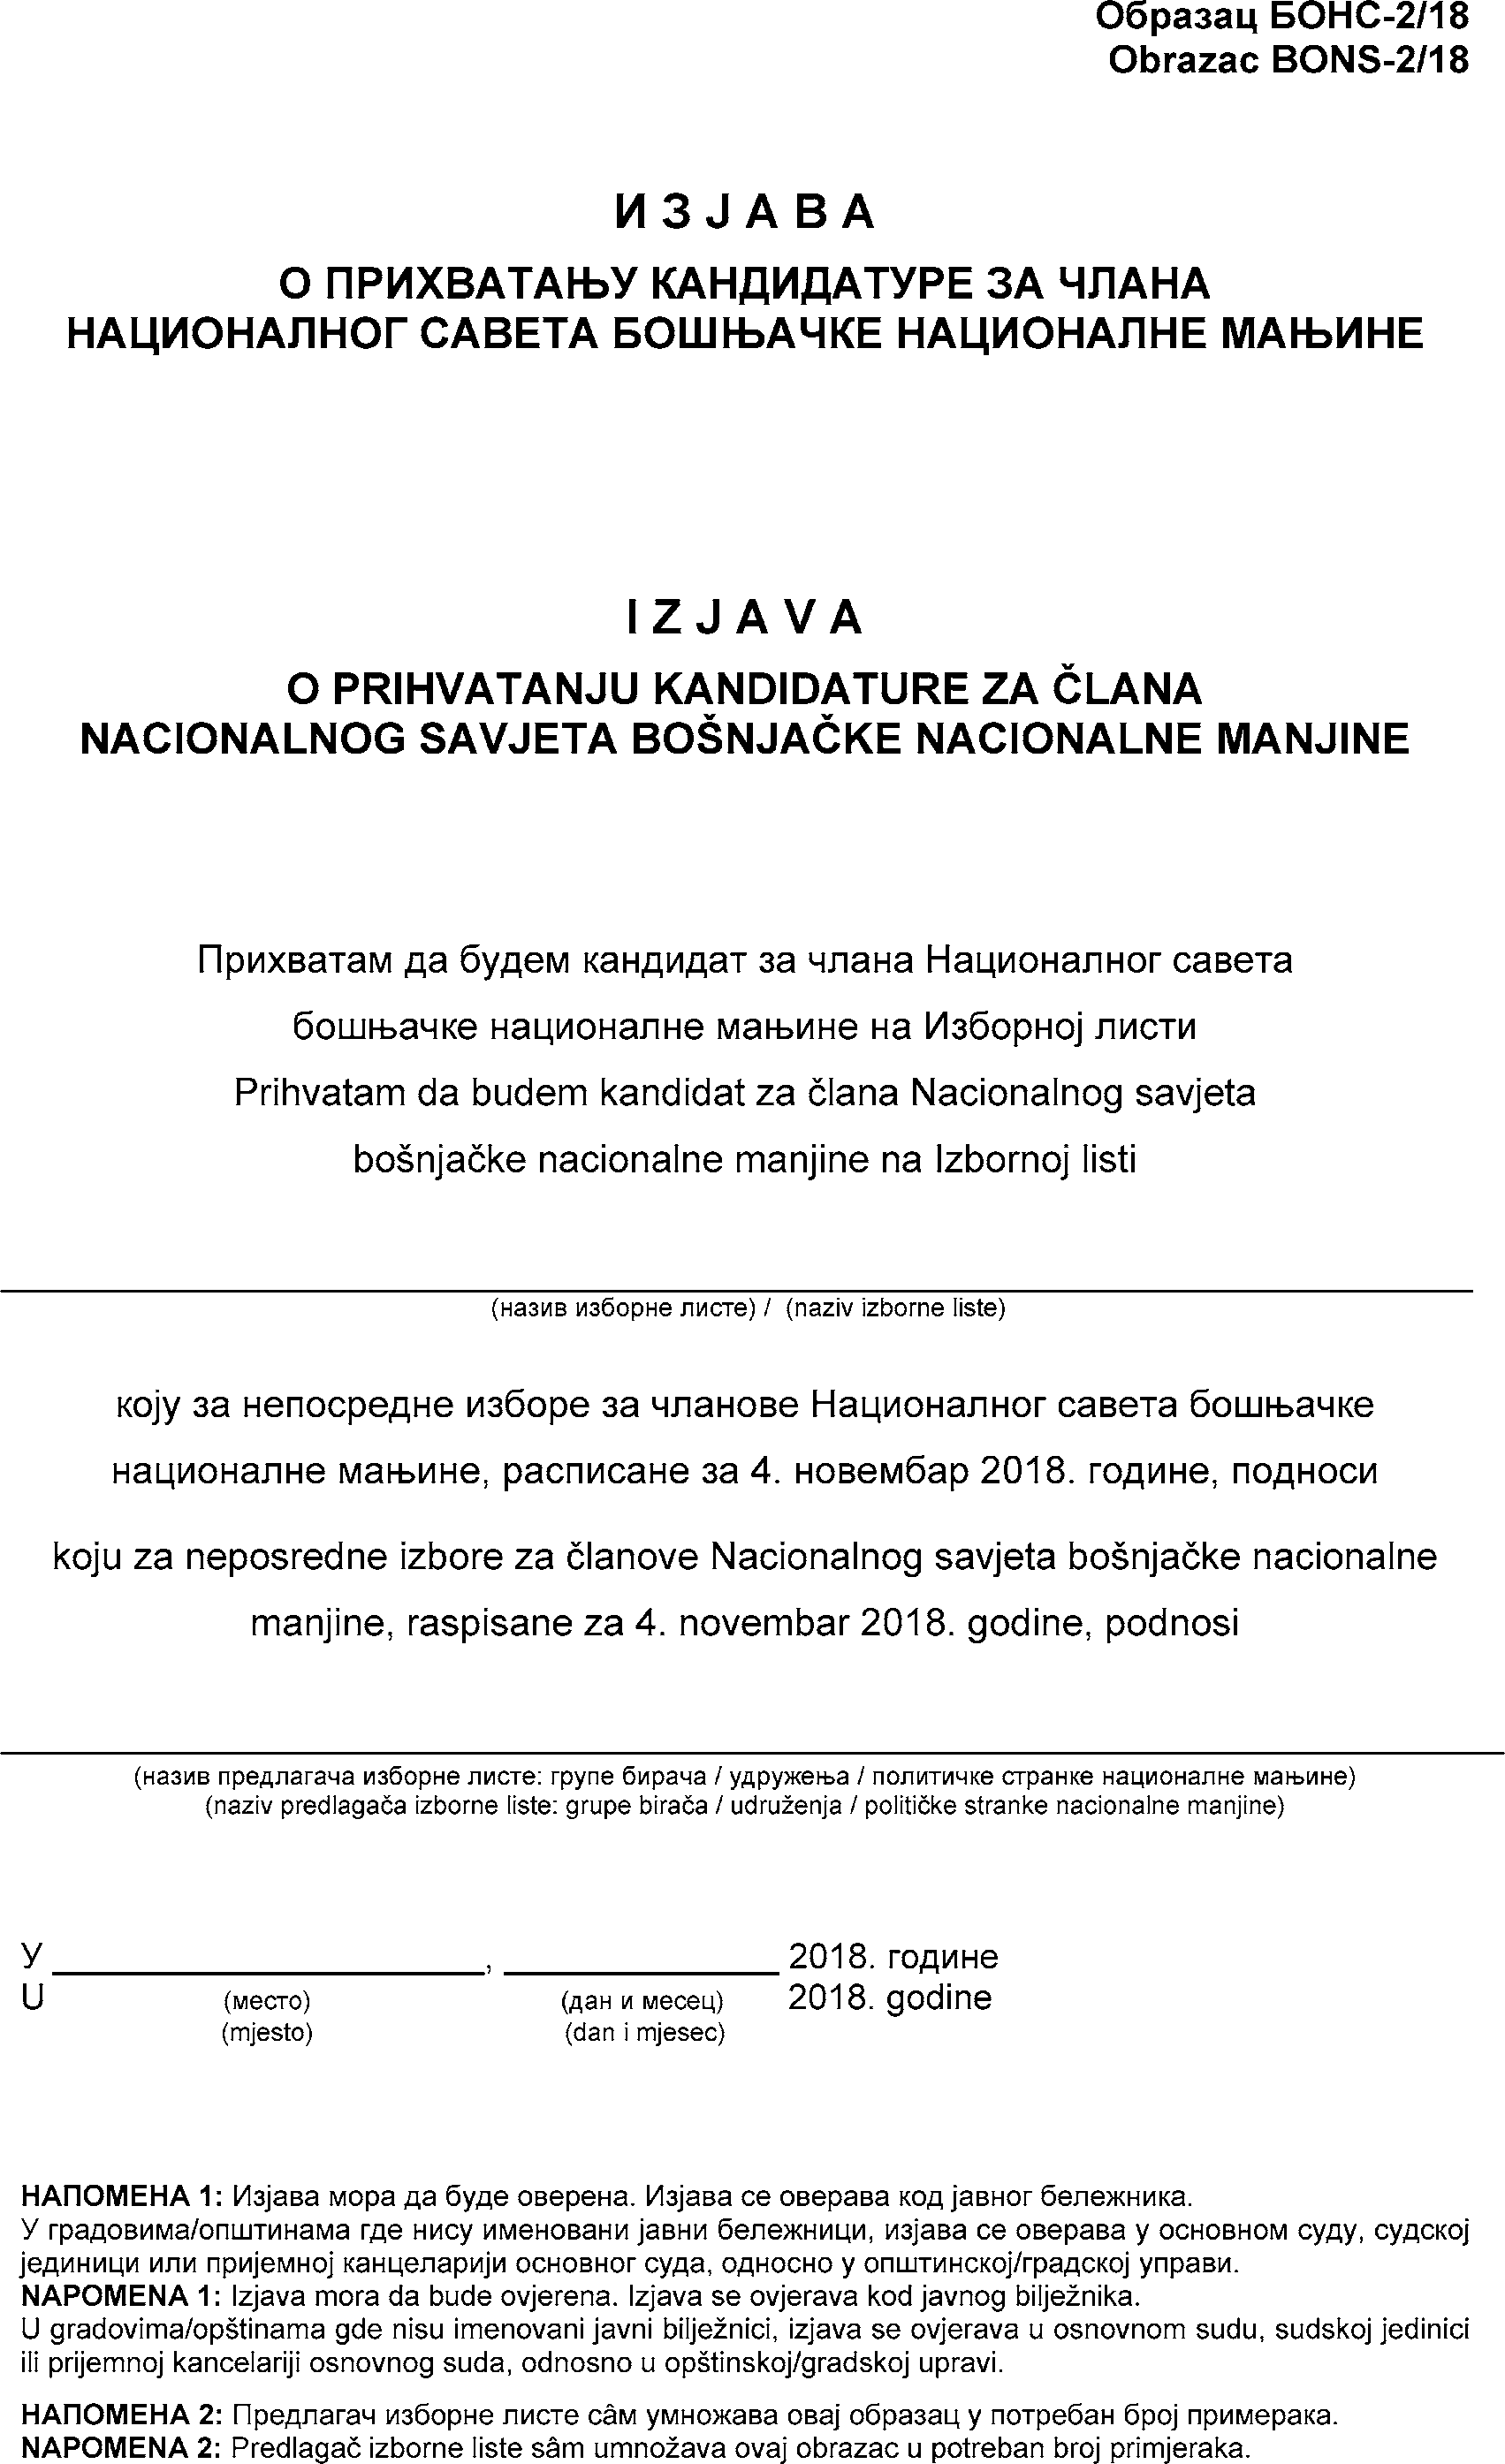 Образац БОНС-2/18
Obrazac BONS-2/18
И З Ј А В А
О ПРИХВАТАЊУ КАНДИДАТУРЕ ЗА ЧЛАНА
НАЦИОНАЛНОГ САВЕТА БОШЊАЧКЕ НАЦИОНАЛНЕ МАЊИНЕ
I Z J A V A
O PRIHVATANJU KANDIDATURE ZA ČLANA
NACIONALNOG SAVJETA BOŠNJAČKE NACIONALNE MANJINE
Прихватам да будем кандидат за члана Националног савета
бошњачке националне мањине на Изборној листи
Prihvatam da budem kandidat za člana Nacionalnog savjeta
bošnjačke nacionalne manjine na Izbornoj listi
(назив изборне листе) / (naziv izborne liste)
коју за непосредне изборе за чланове Националног савета бошњачке
националне мањине, расписане за 4. новембар 2018. године, подноси
koju za neposredne izbore za članove Nacionalnog savjeta bošnjačke nacionalne
manjine, raspisane za 4. novembar 2018. godine, podnosi
(назив предлагача изборне листе: групе бирача / удружења / политичке странке националне мањине)
(naziv predlagača izborne liste: grupe birača / udruženja / političke stranke nacionalne manjine)
У ____________________, ____________ 2018. године
U (место) (дан и месец) 2018. godine
(mjesto) (dan i mjesec)
НАПОМЕНА 1: Изјава мора да буде оверена. Изјава се оверава код јавног бележника.
У градовима/општинама где нису именовани јавни бележници, изјава се оверава у основном суду, судској
јединици или пријемној канцеларији основног суда, односно у општинској/градској управи.
NAPOMENA 1: Izjava mora da bude ovjerena. Izjava se ovjerava kod javnog bilježnika.
U gradovima/opštinama gde nisu imenovani javni bilježnici, izjava se ovjerava u osnovnom sudu, sudskoj jedinici
ili prijemnoj kancelariji osnovnog suda, odnosno u opštinskoj/gradskoj upravi.
НАПОМЕНА 2: Предлагач изборне листе сâм умножава овај образац у потребан број примерака.
NAPOMENA 2: Predlagač izborne liste sâm umnožava ovaj obrazac u potreban broj primjeraka.